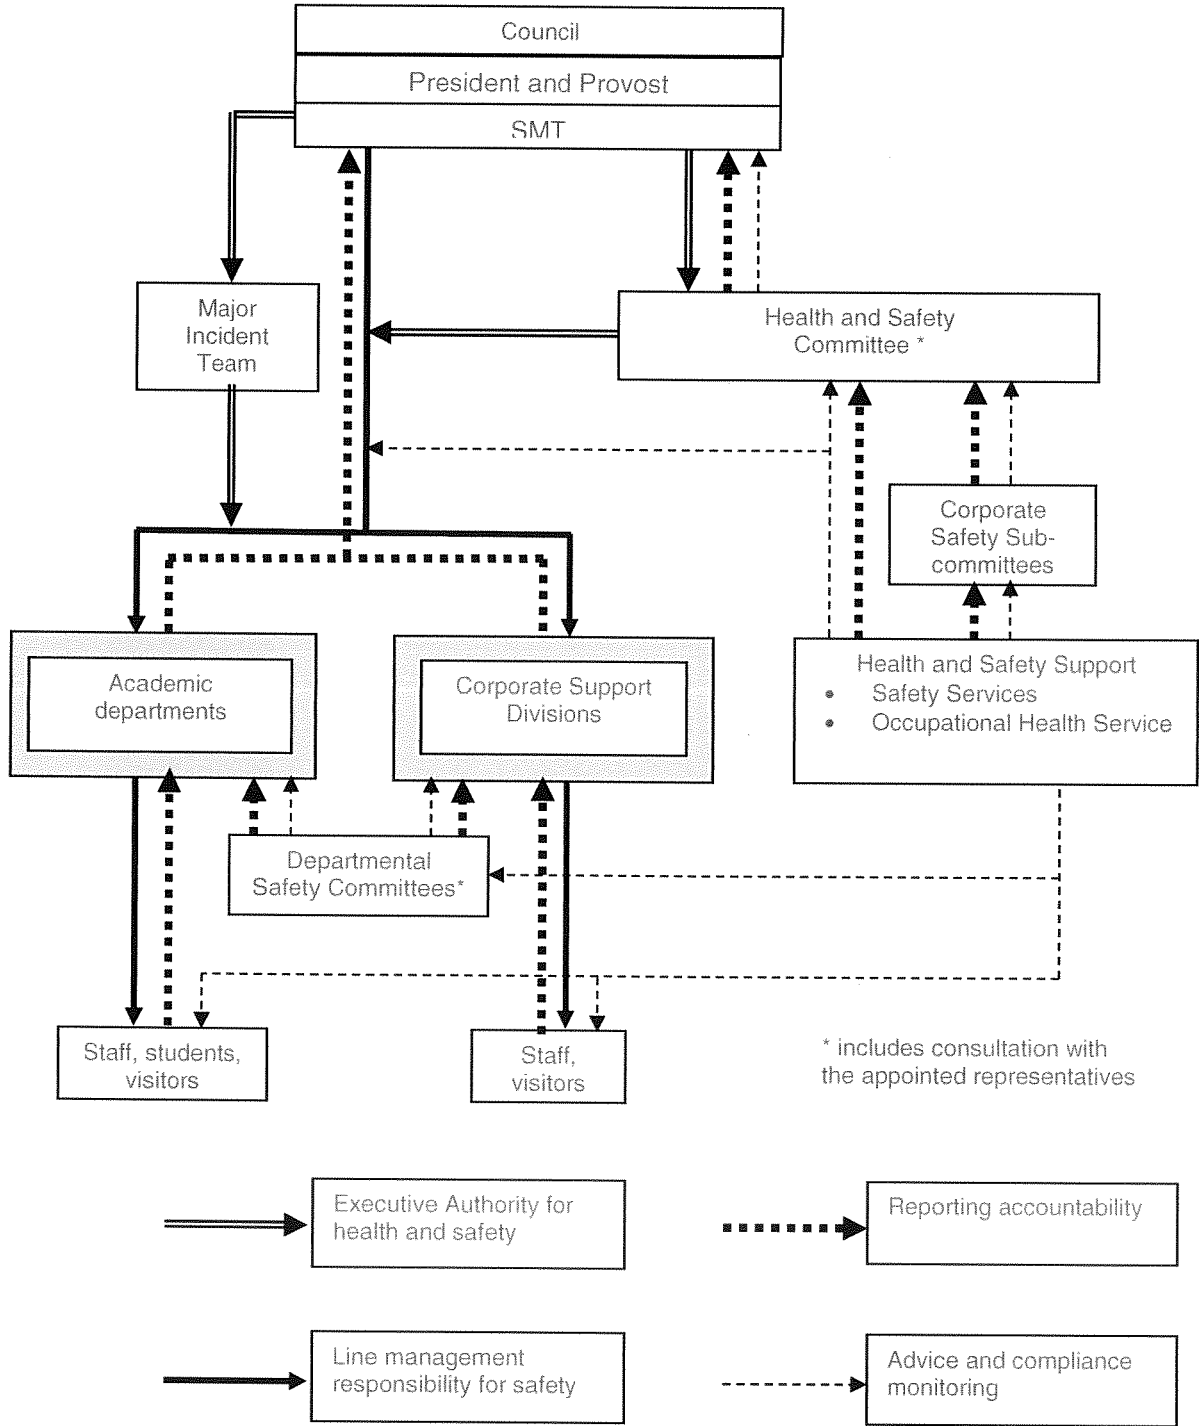 Council
President and Provost
SMT
Major
Incident
Team
Health and Safety
Committee *
Corporate
Safety Sub-
committees
Academic
departments
Corporate Support
Divisions
Health and Safety Support
• Safety Services
• Occupational Health Service
Departmental
Safety Committees*
Staff, students,
visitors
Staff,
visitors
* includes consultation with
the appointed representatives
Executive Authority for
health and safety
Reporting accountability
Line management
responsibility for safety
Advice and compliance
monitoring